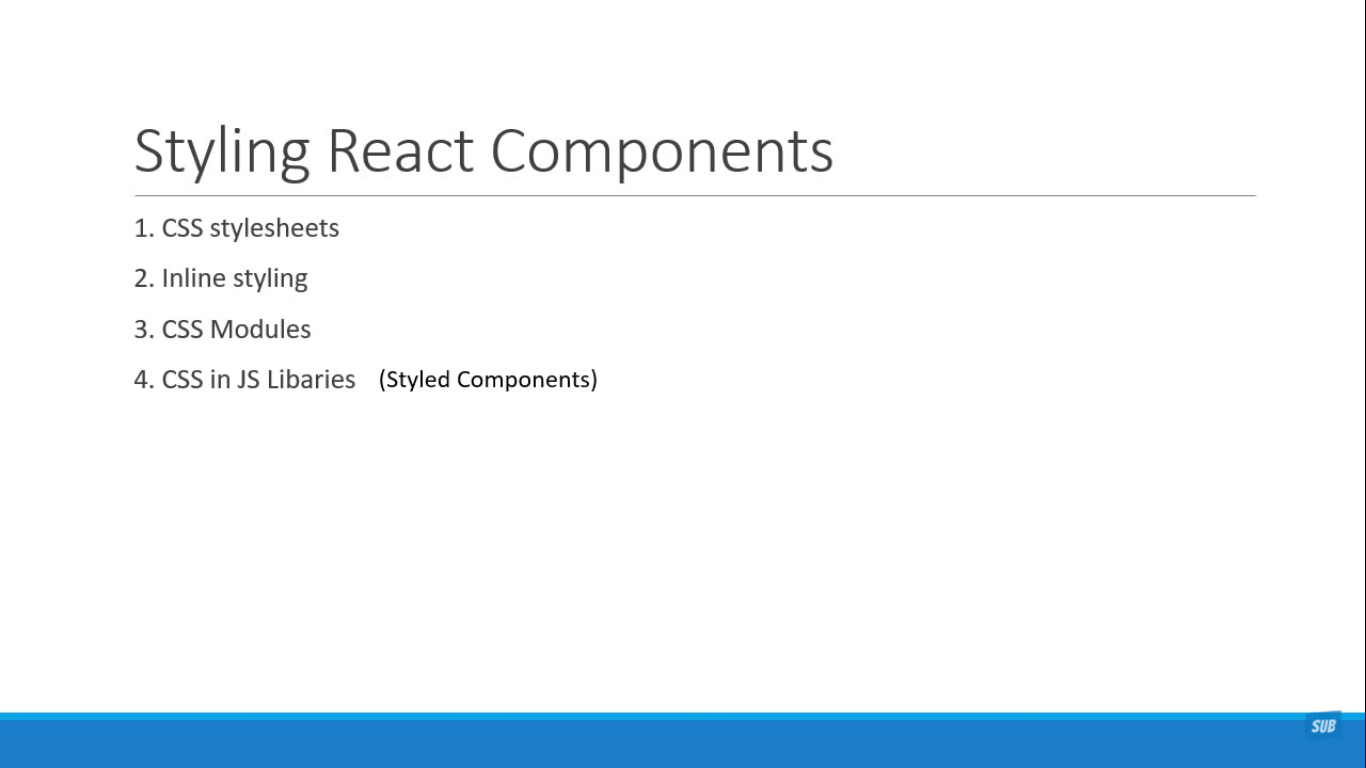 Styling React Components
1. CSS stylesheets
2. Inline styling
3. CSS Modules
4. CSS in JS Libaries (Styled Components)
SUB